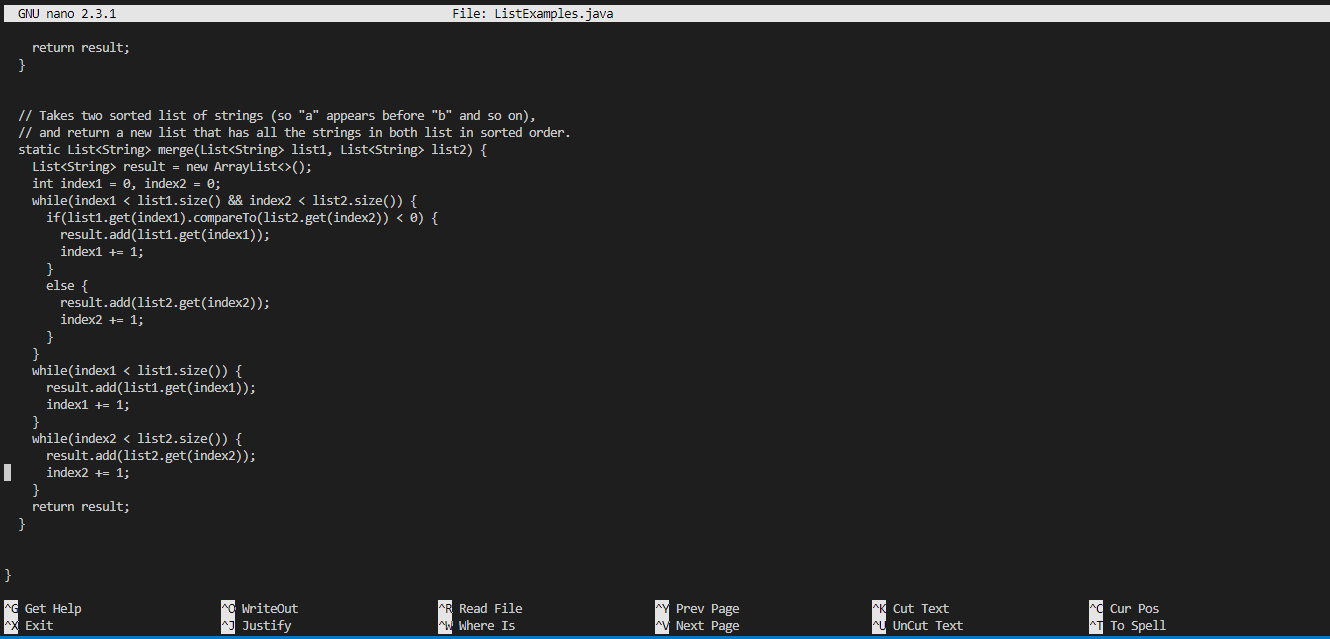 GNU nano 2.3.1 File: ListExamples.java
return result;
}
// Takes two sorted list of strings (so "a" appears before "b" and so on),
// and return a new list that has all the strings in both list in sorted order.
static List<String> merge(List<String> list1, List<String> list2) {
List<String> result = new ArrayList<>();
int index1 = 0, index2 = 0;
while(index1 < list1.size() && index2 < list2.size()) {
if(list1.get(index1).compareTo(list2.get(index2)) < 0) {
result.add(list1.get(index1));
index1 += 1;
}
else {
result.add(list2.get(index2));
index2 += 1;
}
}
while(index1 < list1.size()) {
result.add(list1.get(index1));
index1 += 1;
}
while(index2 < list2.size()) {
result.add(list2.get(index2));
index2 += 1;
}
return result;
}
}
^G Get Help ^O WriteOut ^R Read File ^Y Prev Page ^K Cut Text ^C Cur Pos
^X Exit ^J Justify ^W Where Is ^V Next Page ^U UnCut Text ^T To Spell